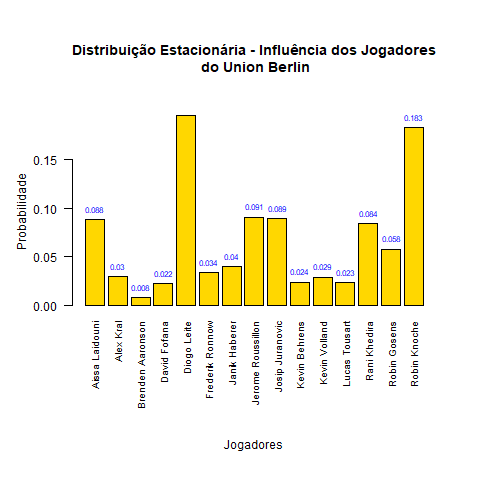 Distribuição Estacionária - Influência dos Jogadores
do Union Berlin
Probabilidade
0.15
0.10
0.05
0.00
0.088
0.03
0.008
0.022
0.034
0.04
0.091
0.089
0.024
0.029
0.023
0.084
0.058
0.183
Aissa Laidouni
Alex Kral
Brenden Aaronson
David Fofana
Diogo Leite
Frederik Ronnow
Janik Haberer
Jerome Roussillon
Josip Juranovic
Kevin Behrens
Kevin Volland
Lucas Tousart
Rani Khedira
Robin Gosens
Robin Knoche
Jogadores